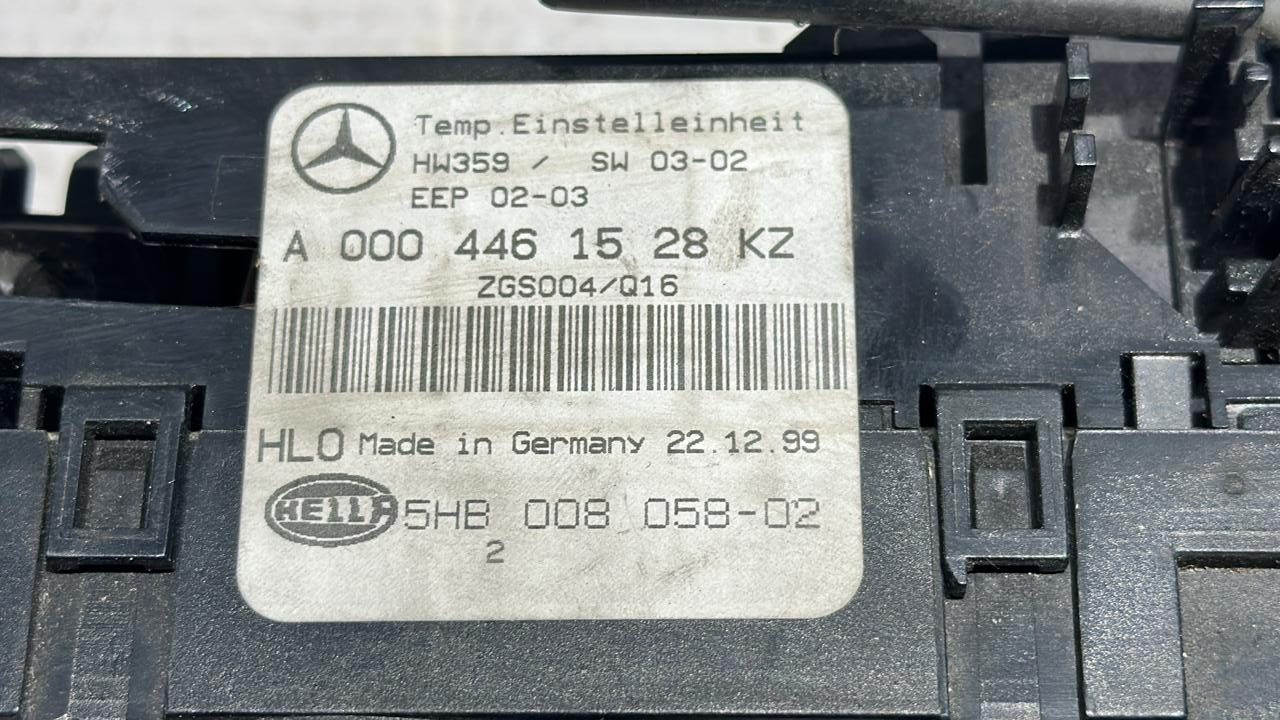 Temp.Einstelleinheit
HW359 / SW 03-02
EEP 02-03
A 000 446 15 28 KZ
ZGS004/Q16
HLO Made in Germany 22.12.99
HELLA 5HB 008 058-02
2